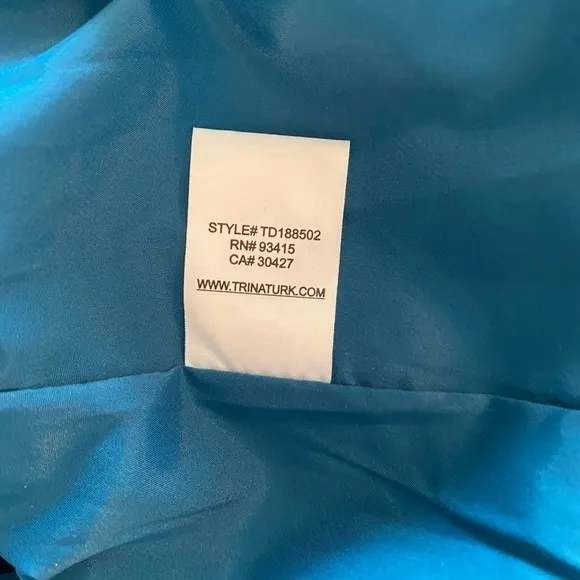 STYLE# TD188502
RN# 93415
CA# 30427
WWW.TRINATURK.COM